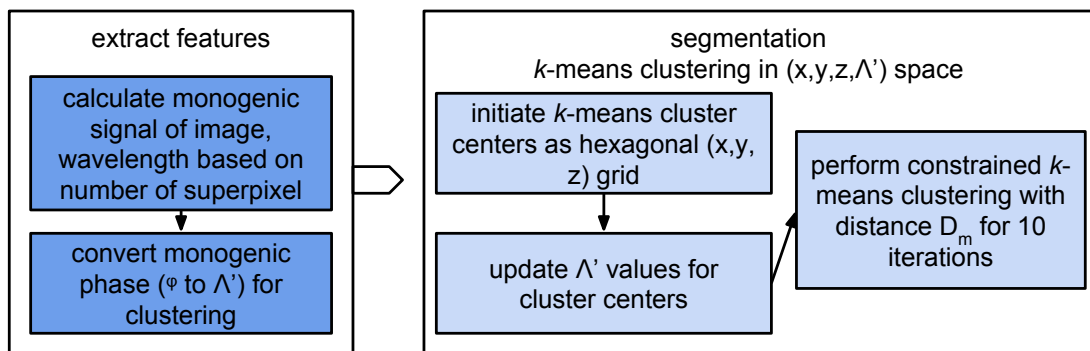 extract features
calculate monogenic
signal of image,
wavelength based on
number of superpixel
convert monogenic
phase (φ to Λ’) for
clustering
segmentation
k-means clustering in (x,y,z,Λ’) space
initiate k-means cluster
centers as hexagonal (x,y,
z) grid
update Λ’ values for
cluster centers
perform constrained k-
means clustering with
distance Dm for 10
iterations